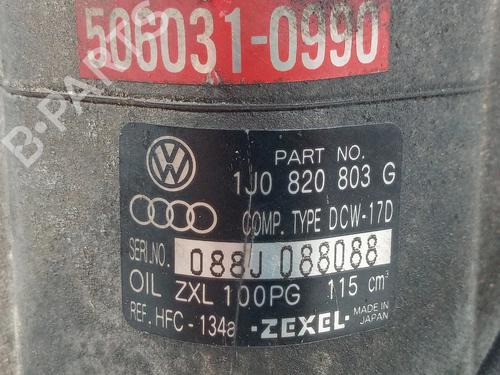 506031-0990
B-PARTS
PART NO.
1J0 820 803 G
COMP. TYPE DCW-17D
SERI.NO. 088J 088088
OIL ZXL 100PG 115 cm³
REF. HFC-134a ·ZEXEL· MADE IN JAPAN